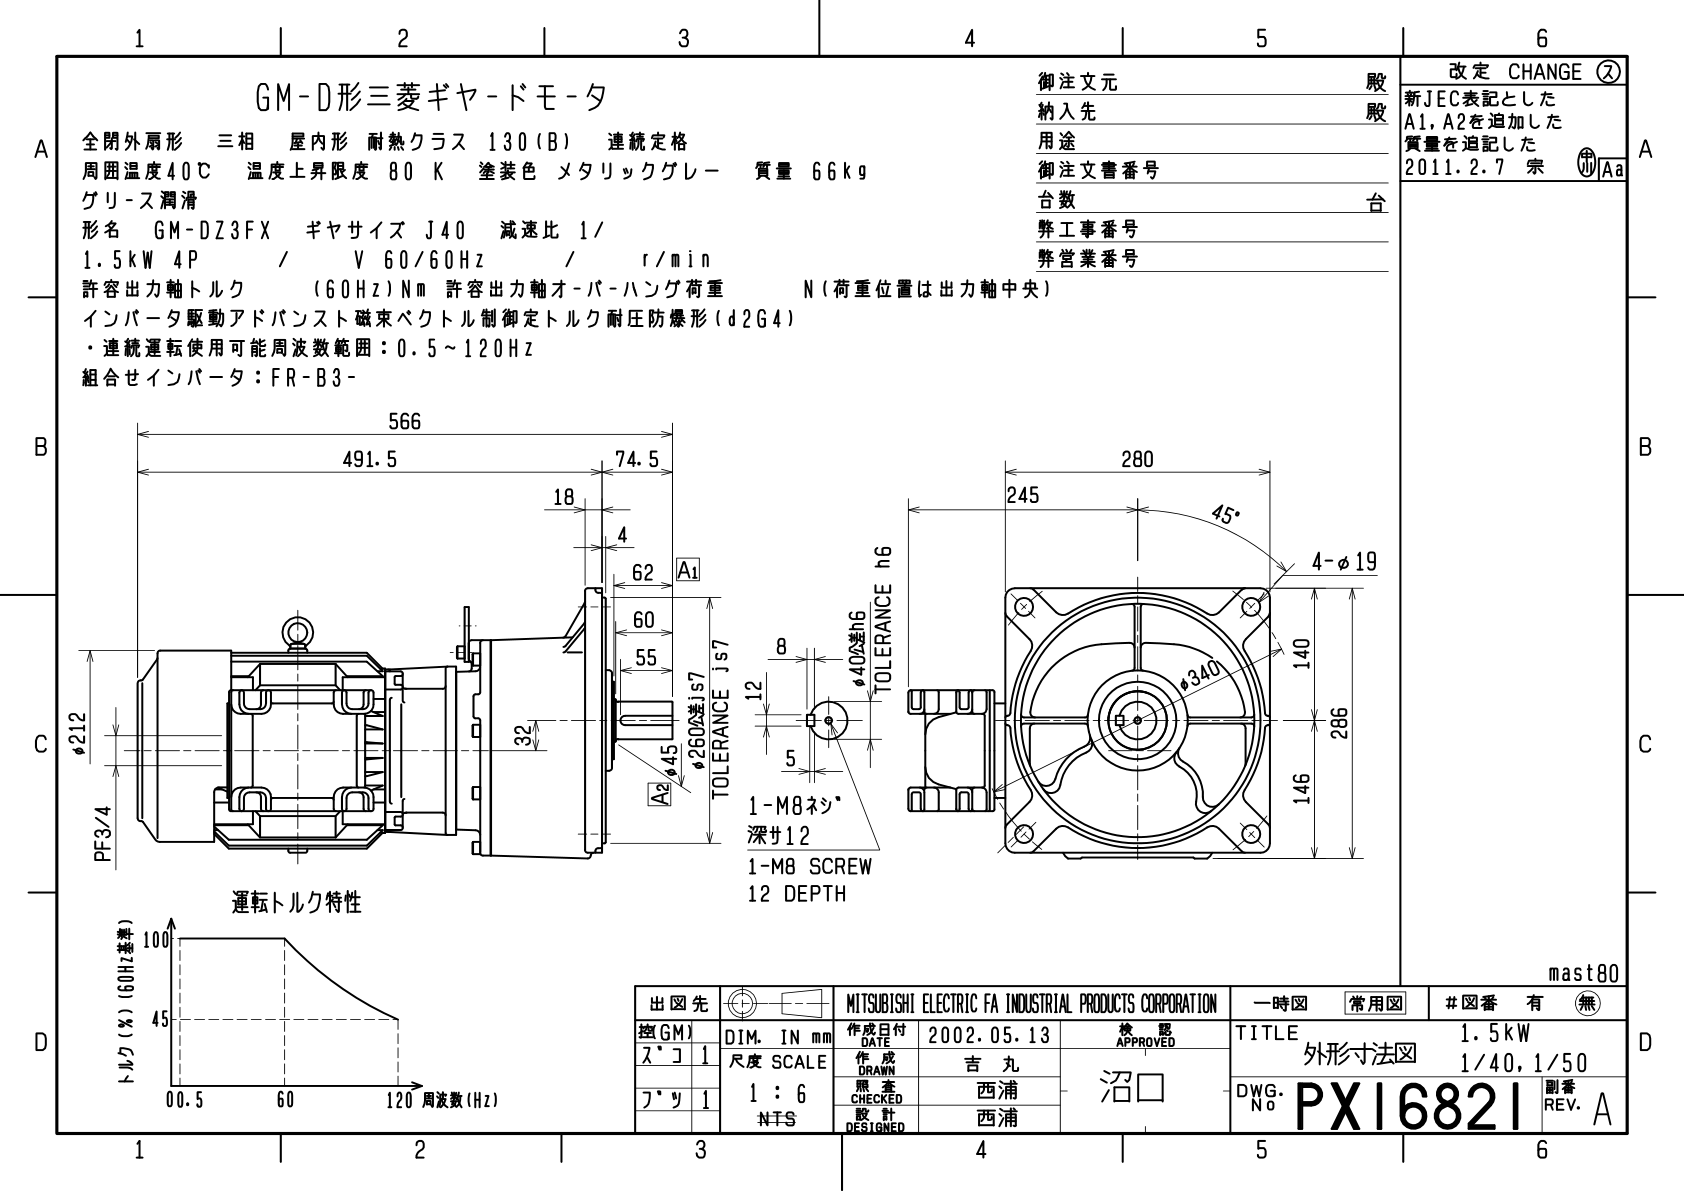 1 2 3 4 5 6
GM-D形三菱ギヤードモータ
全閉外扇形 三相 屋内形 耐熱クラス 130(B) 連続定格
周囲温度40℃ 温度上昇限度 80 K 塗装色 メタリックグレー 質量 66kg
グリース潤滑
形名 GM-DZ3FX ギヤサイズ J40 減速比 1/
1.5kW 4P / V 60/60Hz / r/min
許容出力軸トルク (60Hz)Nm 許容出力軸オーバーハング荷重 N(荷重位置は出力軸中央)
インバータ駆動アドバンスト磁束ベクトル制御定トルク耐圧防爆形(d2G4)
・連続運転使用可能周波数範囲:0.5~120Hz
組合せインバータ:FR-B3-
御注文元 殿
納入先 殿
用途
御注文書番号
台数 台
弊工事番号
弊営業番号
改定 CHANGE ス
新JEC表記とした
A1,A2を追加した
質量を追記した
2011.2.7 宗 Aa
A A
B B
C C
D D
566
491.5 74.5
18
4
62 A1
60
55
32
φ212
PF3/4
φ45
A2
φ260公差js7
TOLERANCE js7
8
12
5
φ40公差h6
TOLERANCE h6
1-M8ネジ
深サ12
1-M8 SCREW
12 DEPTH
280
245
45°
4-φ19
φ340
140
286
146
運転トルク特性
トルク(%)(60Hz基準)
100
45
0 0.5 60 120 周波数(Hz)
mast80
出図先
控(GM)
ズコ 1
ブツ 1
DIM. IN mm
尺度 SCALE
1 : 6
NTS
MITSUBISHI ELECTRIC FA INDUSTRIAL PRODUCTS CORPORATION
作成日付 DATE 2002.05.13
作成 DRAWN 吉丸
照査 CHECKED 西浦
設計 DESIGNED 西浦
検認 APPROVED
沼口
一時図 常用図 #図番 有 無
TITLE
外形寸法図
1.5kW
1/40,1/50
DWG. No PX16821
副番 REV. A
1 2 3 4 5 6